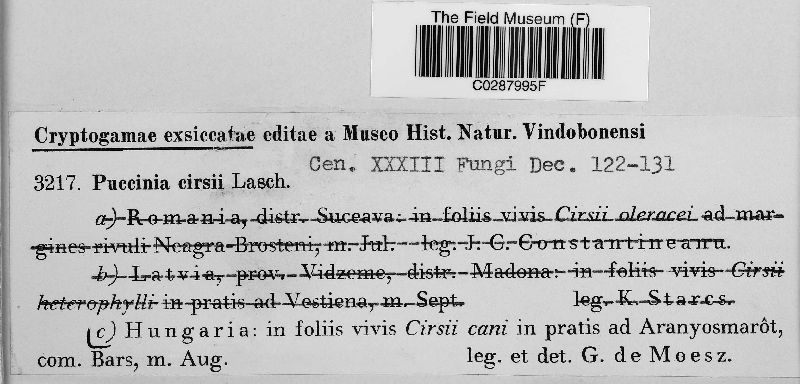 The Field Museum (F)
C0287995F
Cryptogamae exsiccatae editae a Museo Hist. Natur. Vindobonensi
Cen. XXXIII Fungi Dec. 122-131
3217. Puccinia cirsii Lasch.
a) Romania, distr. Suceava: in foliis vivis Cirsii oleracei ad mar-
gines rivuli Neagra-Brosteni, m. Jul. leg. J. C. Constantineanu.
b) Latvia, prov. Vidzeme, distr. Madona: in foliis vivis Cirsii
heterophylli in pratis ad Vestiena, m. Sept. leg. K. Starcs.
c) Hungaria: in foliis vivis Cirsii cani in pratis ad Aranyosmarôt,
com. Bars, m. Aug. leg. et det. G. de Moesz.